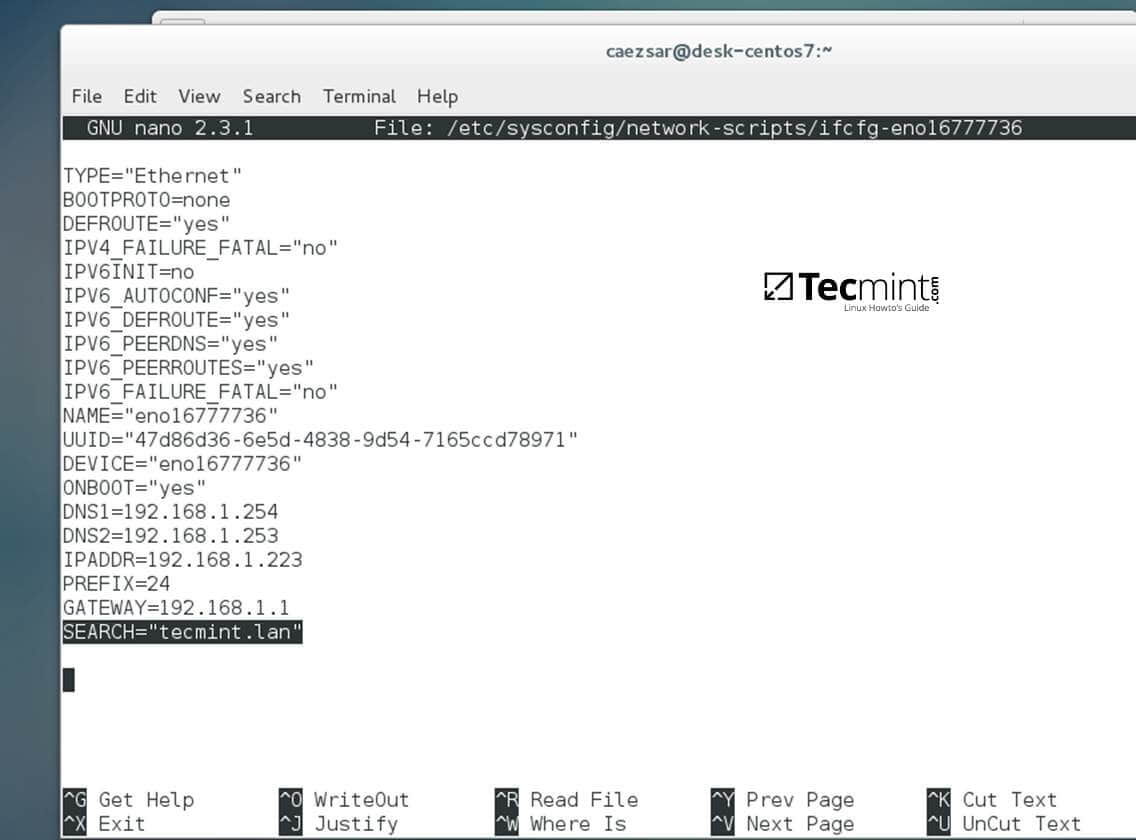 caezsar@desk-centos7:~
File Edit View Search Terminal Help
GNU nano 2.3.1 File: /etc/sysconfig/network-scripts/ifcfg-eno16777736
TYPE="Ethernet"
BOOTPROTO=none
DEFROUTE="yes"
IPV4_FAILURE_FATAL="no"
IPV6INIT=no
IPV6_AUTOCONF="yes"
IPV6_DEFROUTE="yes"
IPV6_PEERDNS="yes"
IPV6_PEERROUTES="yes"
IPV6_FAILURE_FATAL="no"
NAME="eno16777736"
UUID="47d86d36-6e5d-4838-9d54-7165ccd78971"
DEVICE="eno16777736"
ONBOOT="yes"
DNS1=192.168.1.254
DNS2=192.168.1.253
IPADDR=192.168.1.223
PREFIX=24
GATEWAY=192.168.1.1
SEARCH="tecmint.lan"
Tecmint.com
Linux Howto's Guide
^G Get Help ^O WriteOut ^R Read File ^Y Prev Page ^K Cut Text
^X Exit ^J Justify ^W Where Is ^V Next Page ^U UnCut Text